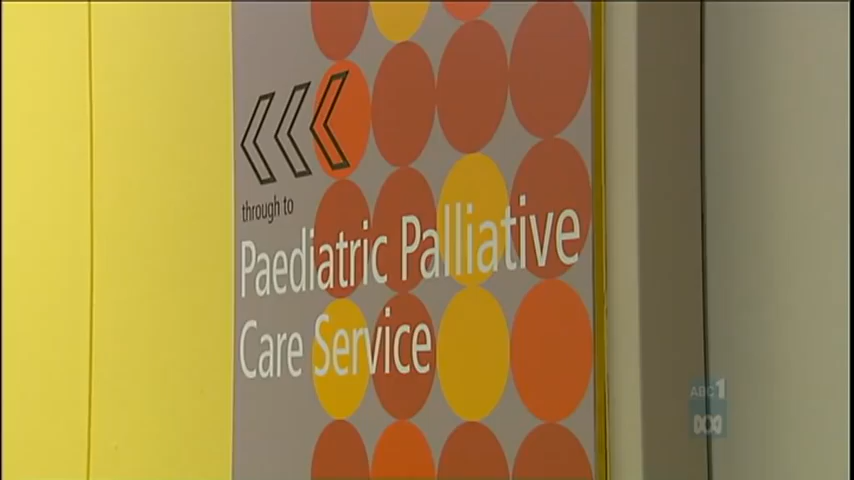 through to
Paediatric Palliative
Care Service
ABC1